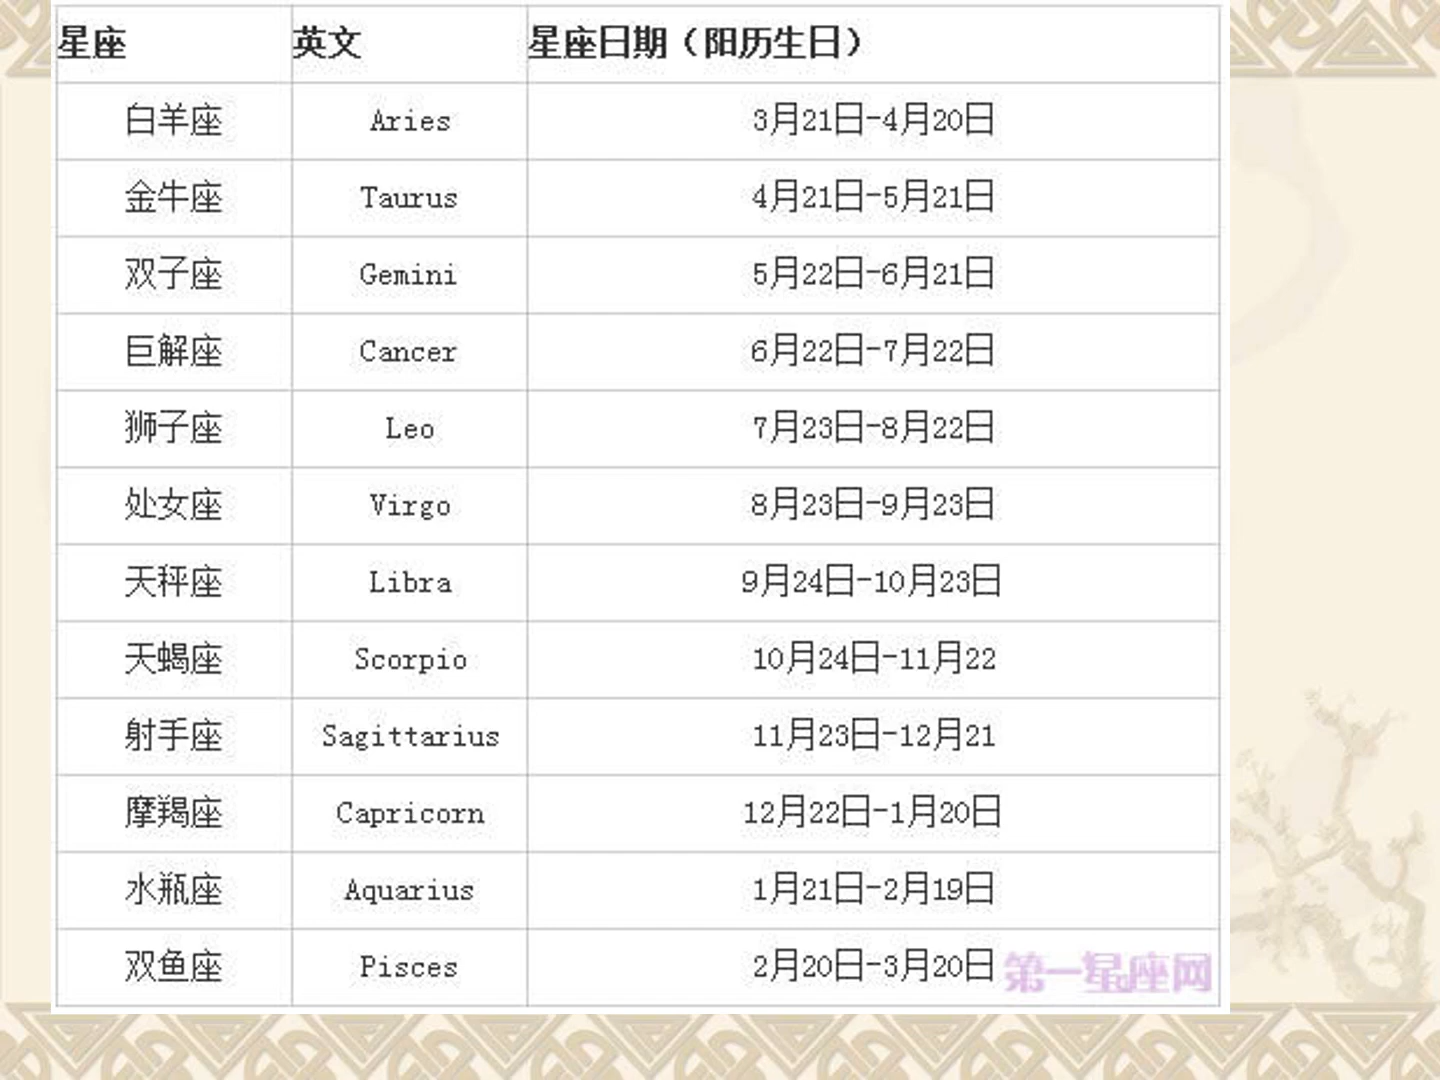 星座 英文 星座日期（阳历生日）
白羊座 Aries 3月21日-4月20日
金牛座 Taurus 4月21日-5月21日
双子座 Gemini 5月22日-6月21日
巨解座 Cancer 6月22日-7月22日
狮子座 Leo 7月23日-8月22日
处女座 Virgo 8月23日-9月23日
天秤座 Libra 9月24日-10月23日
天蝎座 Scorpio 10月24日-11月22
射手座 Sagittarius 11月23日-12月21
摩羯座 Capricorn 12月22日-1月20日
水瓶座 Aquarius 1月21日-2月19日
双鱼座 Pisces 2月20日-3月20日
第一星座网